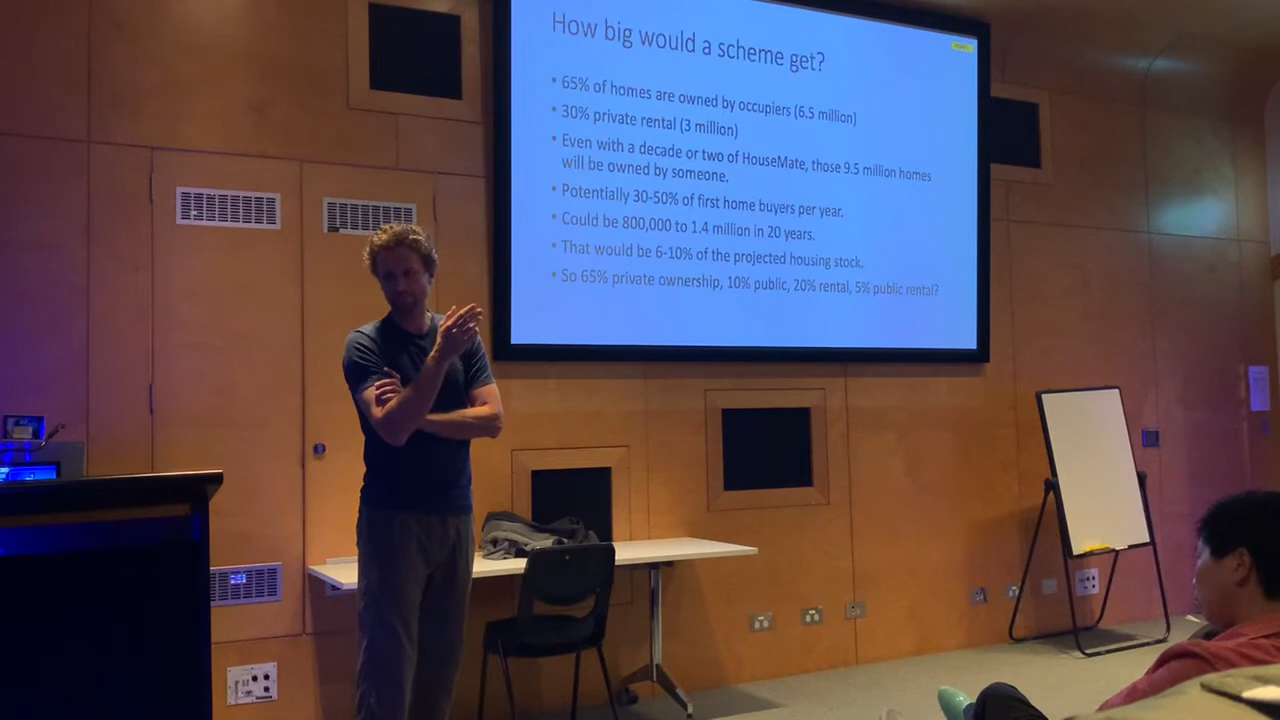 How big would a scheme get?
• 65% of homes are owned by occupiers (6.5 million)
• 30% private rental (3 million)
• Even with a decade or two of HouseMate, those 9.5 million homes
will be owned by someone.
• Potentially 30-50% of first home buyers per year.
• Could be 800,000 to 1.4 million in 20 years.
• That would be 6-10% of the projected housing stock.
• So 65% private ownership, 10% public, 20% rental, 5% public rental?